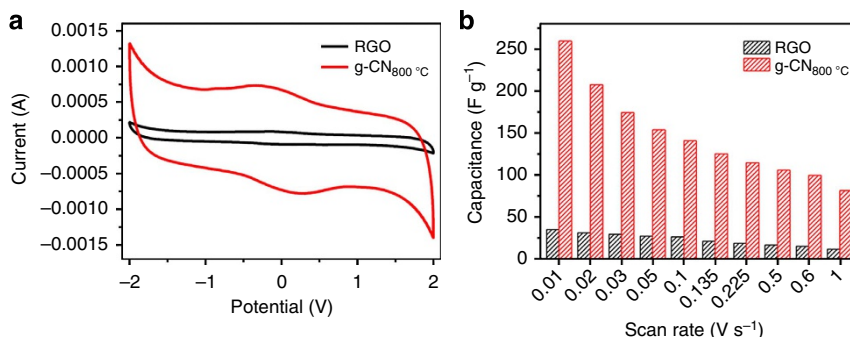 a
0.0015
0.0010
0.0005
0.0000
−0.0005
−0.0010
−0.0015
Current (A)
RGO
g-CN800 °C
−2
−1
0
1
2
Potential (V)
b
250
200
150
100
50
0
Capacitance (F g⁻¹)
RGO
g-CN800 °C
0.01
0.02
0.03
0.05
0.1
0.135
0.225
0.5
0.6
1
Scan rate (V s⁻¹)